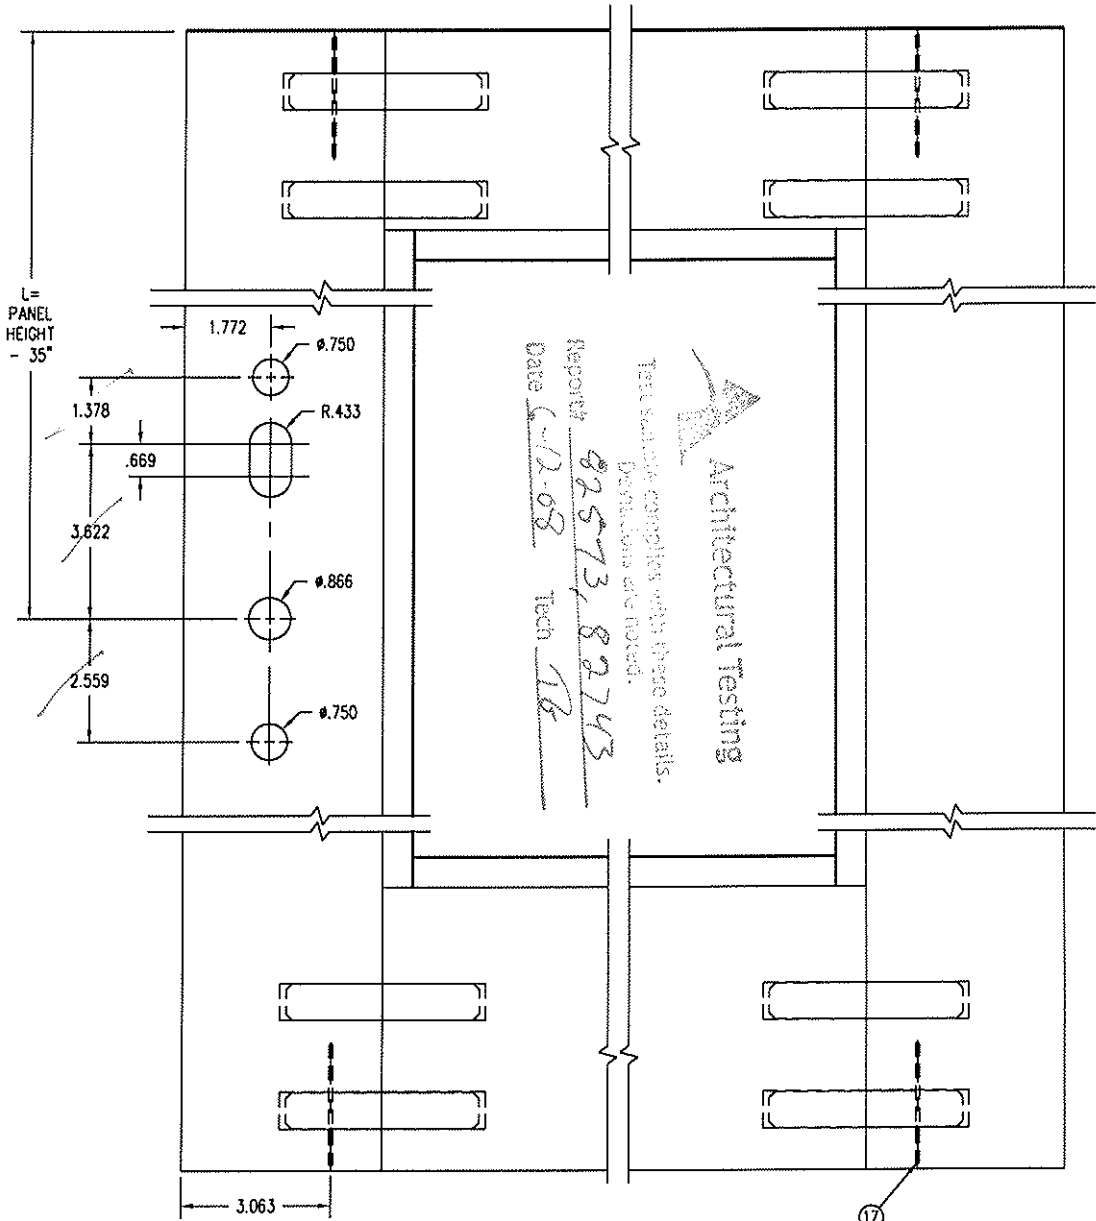 L=
PANEL
HEIGHT
- 35"
1.772
ø.750
1.378
R.433
.669
3.622
ø.866
2.559
ø.750
3.063
17
Architectural Testing
Test sample complies with these details.
Deviations are noted.
Report# 82573, 82743
Date 6-12-08 Tech